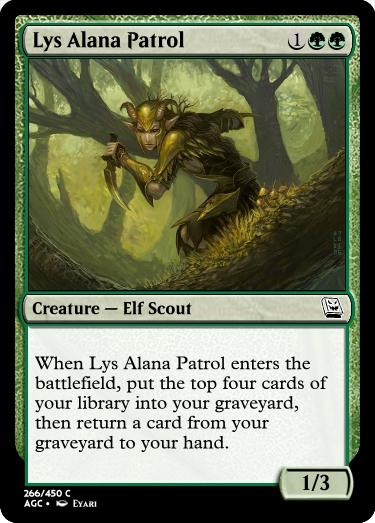 Lys Alana Patrol 1
Creature — Elf Scout
When Lys Alana Patrol enters the
battlefield, put the top four cards of
your library into your graveyard,
then return a card from your
graveyard to your hand.
1/3
266/450 C
AGC • Eyari